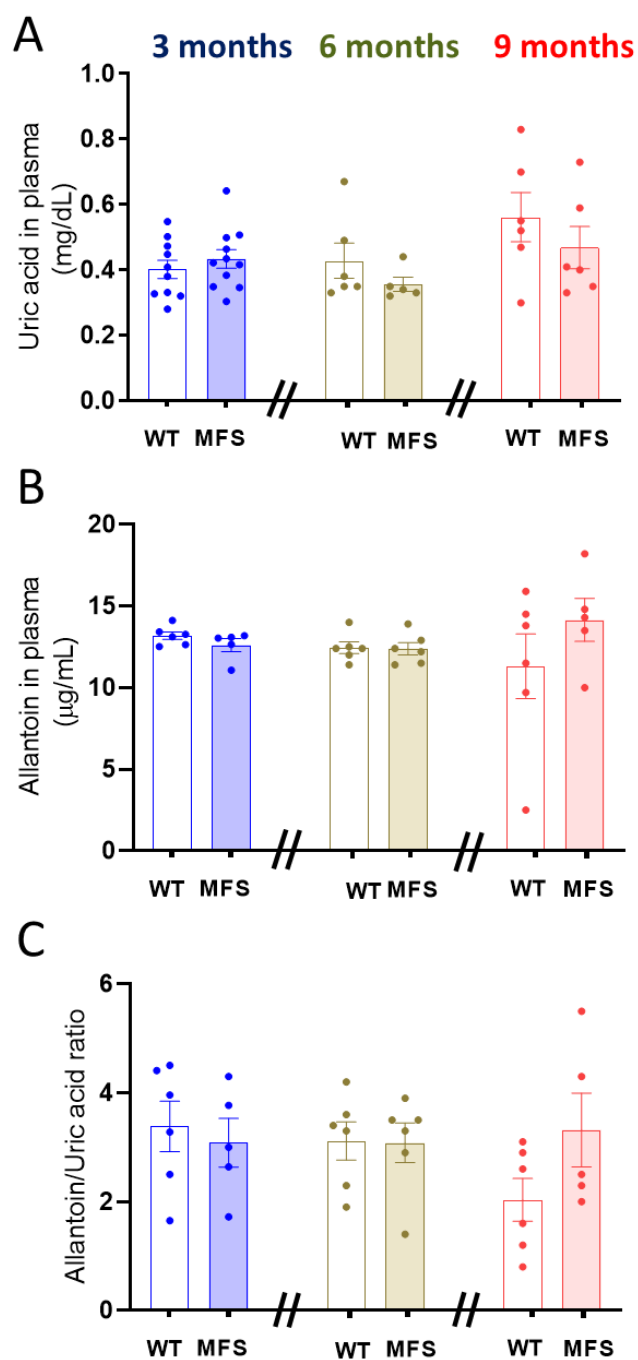 A
3 months 6 months 9 months
Uric acid in plasma
(mg/dL)
1.0
0.8
0.6
0.4
0.2
0.0
WT MFS WT MFS WT MFS
B
Allantoin in plasma
(μg/mL)
20
15
10
5
0
WT MFS WT MFS WT MFS
C
Allantoin/Uric acid ratio
6
4
2
0
WT MFS WT MFS WT MFS